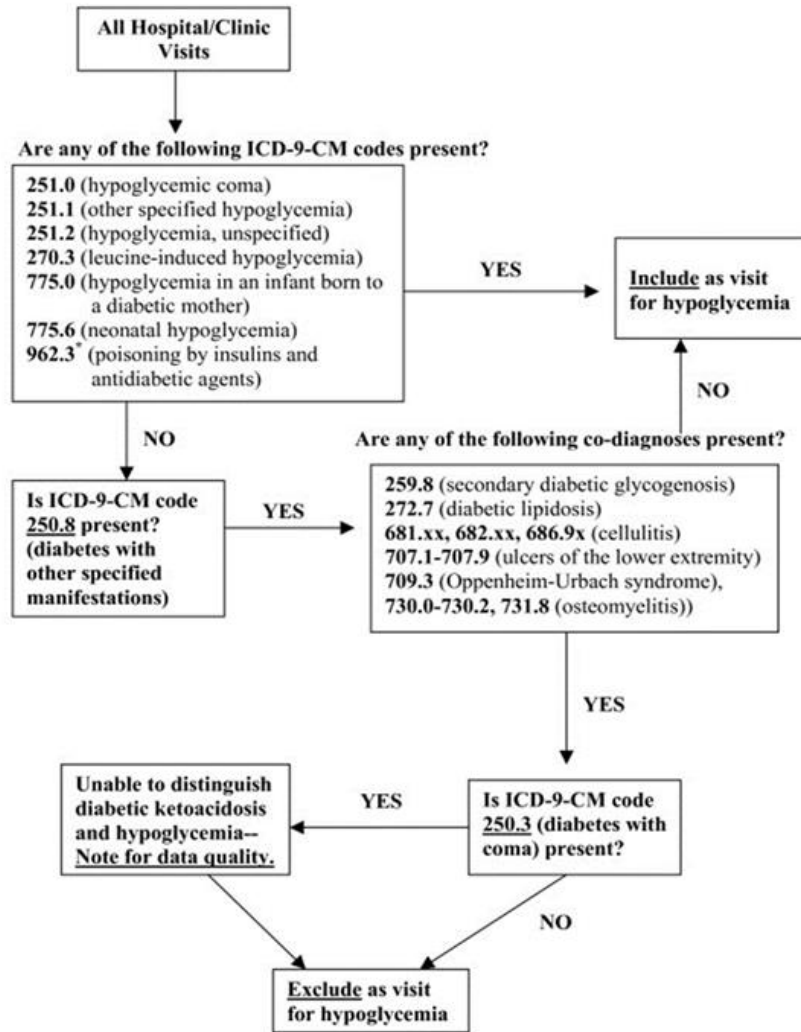 All Hospital/Clinic
Visits
Are any of the following ICD-9-CM codes present?
251.0 (hypoglycemic coma)
251.1 (other specified hypoglycemia)
251.2 (hypoglycemia, unspecified)
270.3 (leucine-induced hypoglycemia)
775.0 (hypoglycemia in an infant born to
a diabetic mother)
775.6 (neonatal hypoglycemia)
962.3* (poisoning by insulins and
antidiabetic agents)
YES
Include as visit
for hypoglycemia
NO
NO
Are any of the following co-diagnoses present?
Is ICD-9-CM code
250.8 present?
(diabetes with
other specified
manifestations)
YES
259.8 (secondary diabetic glycogenosis)
272.7 (diabetic lipidosis)
681.xx, 682.xx, 686.9x (cellulitis)
707.1-707.9 (ulcers of the lower extremity)
709.3 (Oppenheim-Urbach syndrome),
730.0-730.2, 731.8 (osteomyelitis))
YES
Unable to distinguish
diabetic ketoacidosis
and hypoglycemia--
Note for data quality.
YES
Is ICD-9-CM code
250.3 (diabetes with
coma) present?
NO
Exclude as visit
for hypoglycemia